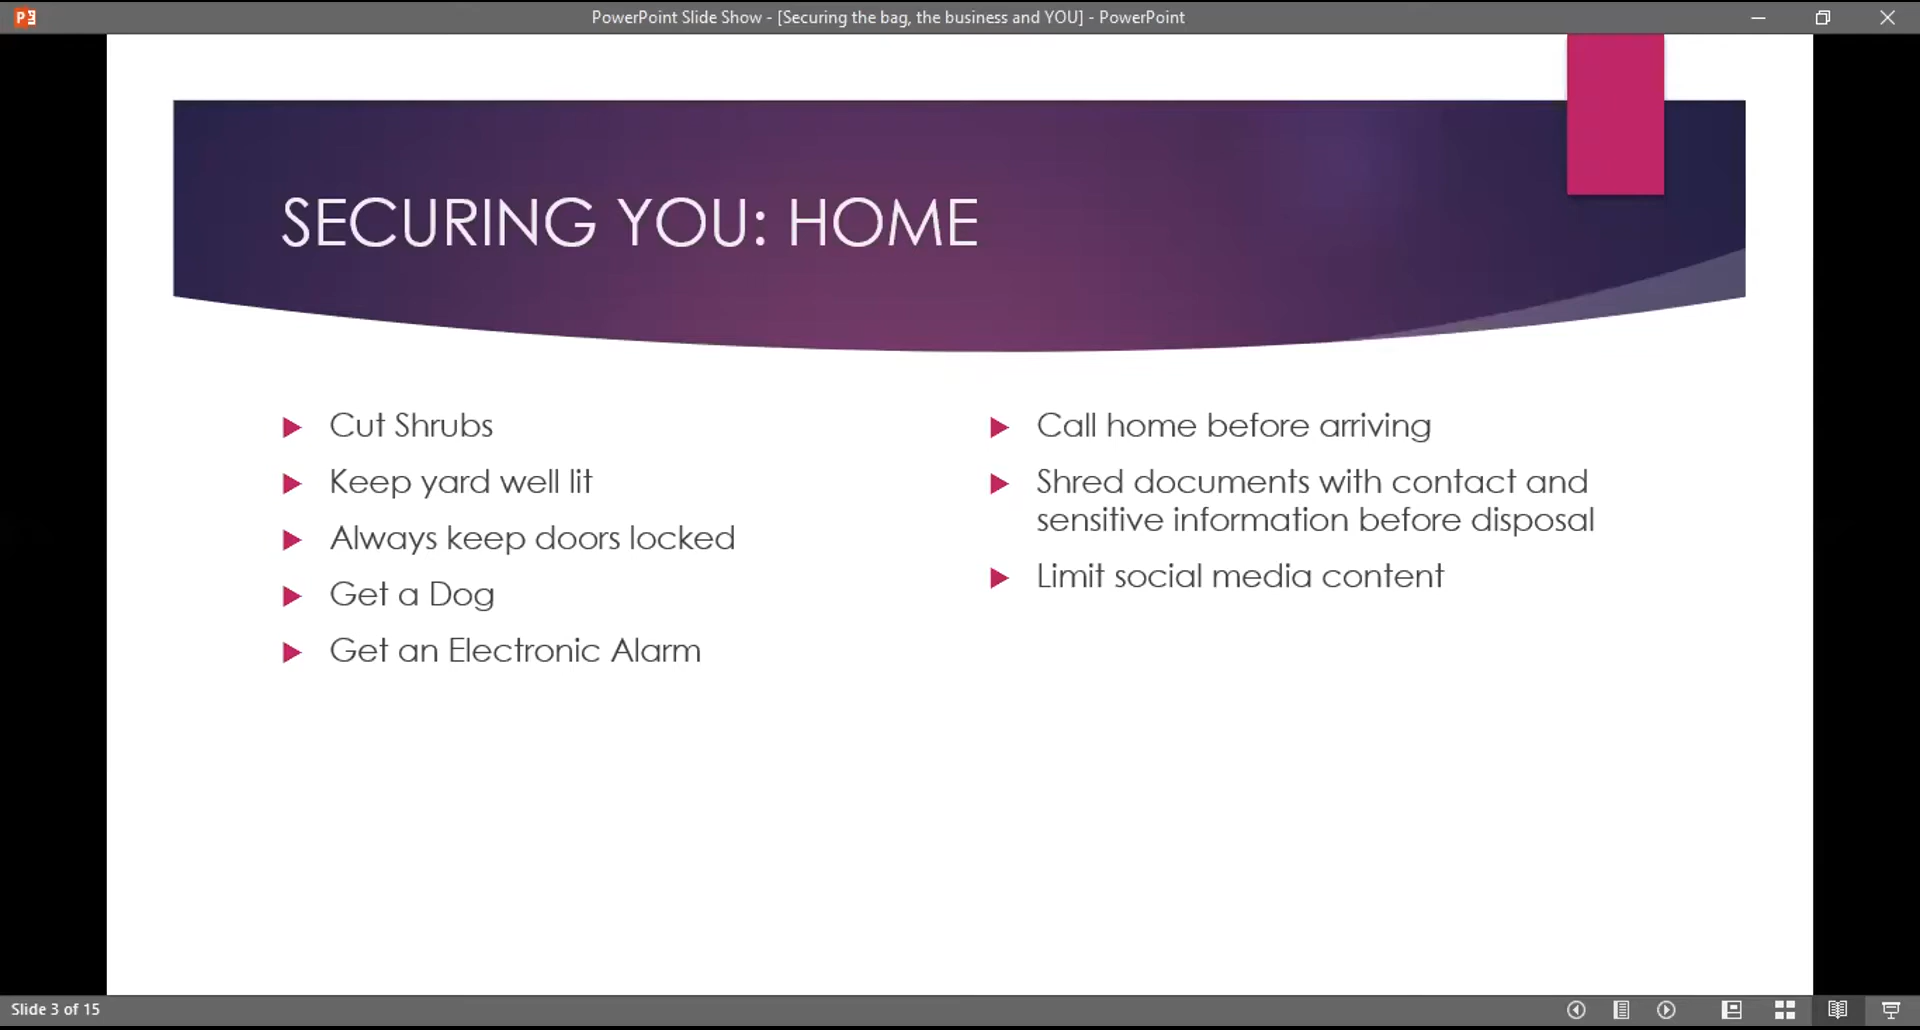 PowerPoint Slide Show - [Securing the bag, the business and YOU] - PowerPoint
SECURING YOU: HOME
Cut Shrubs
Keep yard well lit
Always keep doors locked
Get a Dog
Get an Electronic Alarm
Call home before arriving
Shred documents with contact and
sensitive information before disposal
Limit social media content
Slide 3 of 15